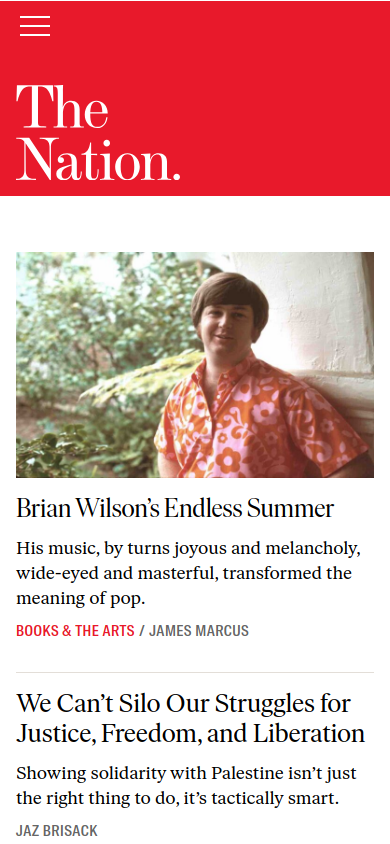 The
Nation.
Brian Wilson’s Endless Summer
His music, by turns joyous and melancholy,
wide-eyed and masterful, transformed the
meaning of pop.
BOOKS & THE ARTS / JAMES MARCUS
We Can’t Silo Our Struggles for
Justice, Freedom, and Liberation
Showing solidarity with Palestine isn’t just
the right thing to do, it’s tactically smart.
JAZ BRISACK